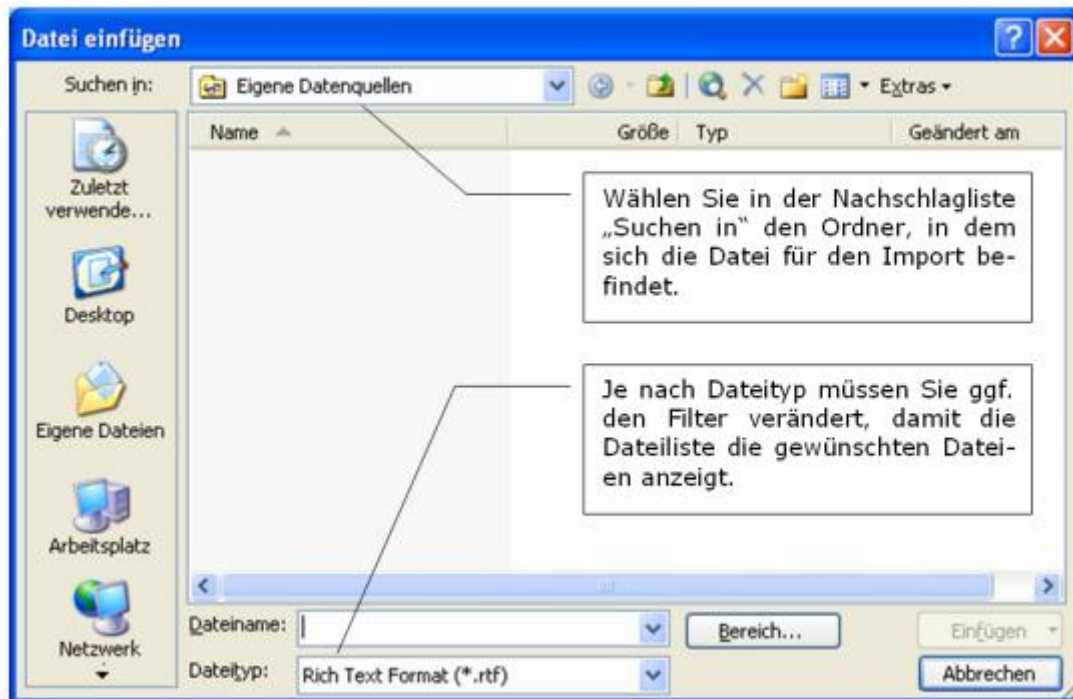 Datei einfügen
Suchen in:
Eigene Datenquellen
Extras
Name
Größe
Typ
Geändert am
Zuletzt
verwende...
Desktop
Eigene Dateien
Arbeitsplatz
Netzwerk
Wählen Sie in der Nachschlagliste
„Suchen in“ den Ordner, in dem
sich die Datei für den Import be-
findet.
Je nach Dateityp müssen Sie ggf.
den Filter verändert, damit die
Dateiliste die gewünschten Datei-
en anzeigt.
Dateiname:
Bereich...
Einfügen
Dateityp:
Rich Text Format (*.rtf)
Abbrechen